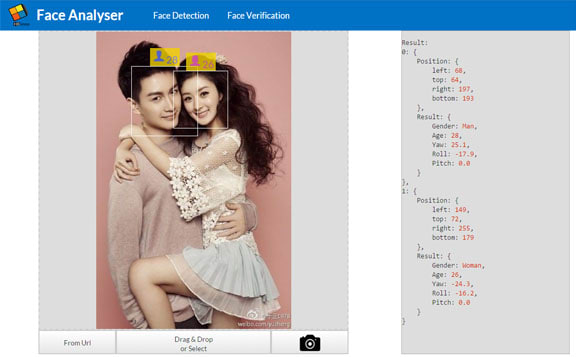 Face Analyser
Face Detection
Face Verification
28
26
weibo.com/yuheng
From Url
Drag & Drop
or Select
Result:
0: {
Position: {
left: 68,
top: 64,
right: 197,
bottom: 193
},
Result: {
Gender: Man,
Age: 28,
Yaw: 25.1,
Roll: -17.9,
Pitch: 0.0
}
},
1: {
Position: {
left: 149,
top: 72,
right: 255,
bottom: 179
},
Result: {
Gender: Woman,
Age: 26,
Yaw: -24.3,
Roll: -16.2,
Pitch: 0.0
}
}